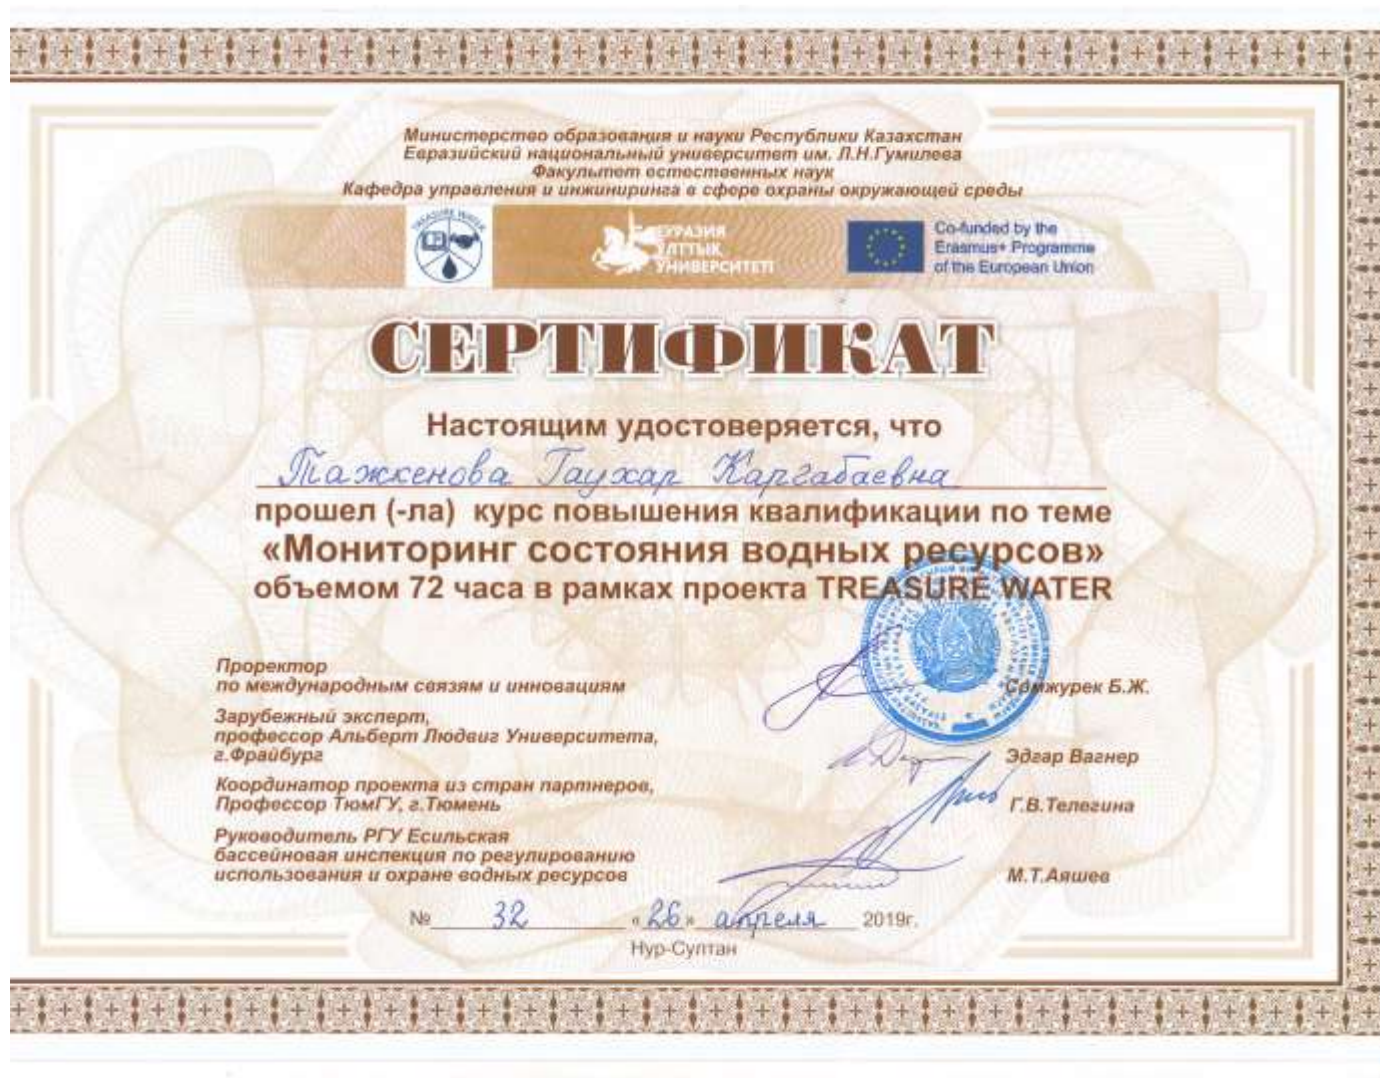 Министерство образования и науки Республики Казахстан
Евразийский национальный университет им. Л.Н.Гумилева
Факультет естественных наук
Кафедра управления и инжиниринга в сфере охраны окружающей среды
TREASURE WATER
ЕУРАЗИЯ
ҰЛТТЫҚ
УНИВЕРСИТЕТІ
Co-funded by the
Erasmus+ Programme
of the European Union
СЕРТИФИКАТ
Настоящим удостоверяется, что
Тажкенова Гаухар Каргабаевна
прошел (-ла) курс повышения квалификации по теме
«Мониторинг состояния водных ресурсов»
объемом 72 часа в рамках проекта TREASURE WATER
Проректор
по международным связям и инновациям
Сомжурек Б.Ж.
Зарубежный эксперт,
профессор Альберт Людвиг Университета,
г.Фрайбург
Эдгар Вагнер
Координатор проекта из стран партнеров,
Профессор ТюмГУ, г.Тюмень
Г.В.Телегина
Руководитель РГУ Есильская
бассейновая инспекция по регулированию
использования и охране водных ресурсов
М.Т.Аяшев
№ 32 «26» апреля 2019г.
Нур-Султан